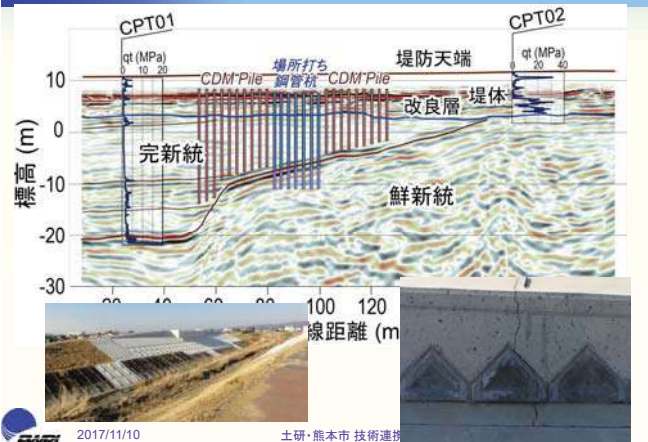 CPT01
CPT02
qt (MPa)
0 10 20
qt (MPa)
0 20 40
堤防天端
CDM Pile
場所打ち
鋼管杭
CDM Pile
堤体
改良層
完新統
鮮新統
標高 (m)
10
0
-10
-20
-30
100 120
線距離 (m
2017/11/10
土研・熊本市 技術連携